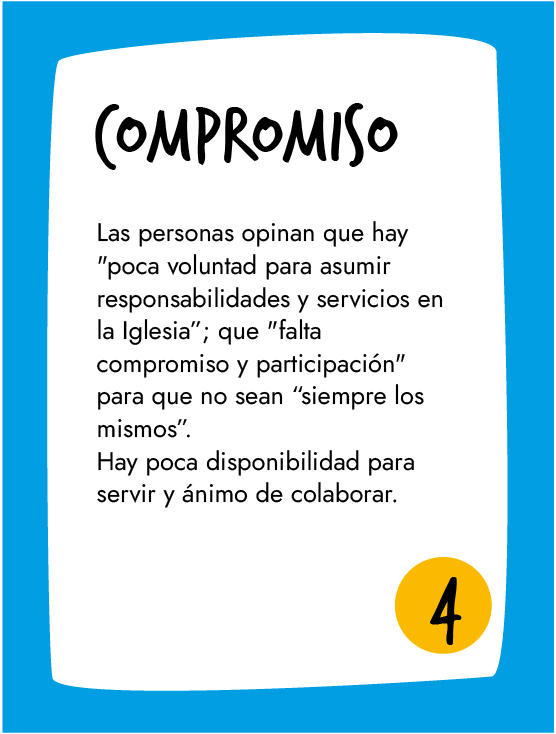 COMPROMISO
Las personas opinan que hay
"poca voluntad para asumir
responsabilidades y servicios en
la Iglesia”; que "falta
compromiso y participación"
para que no sean “siempre los
mismos”.
Hay poca disponibilidad para
servir y ánimo de colaborar.
4